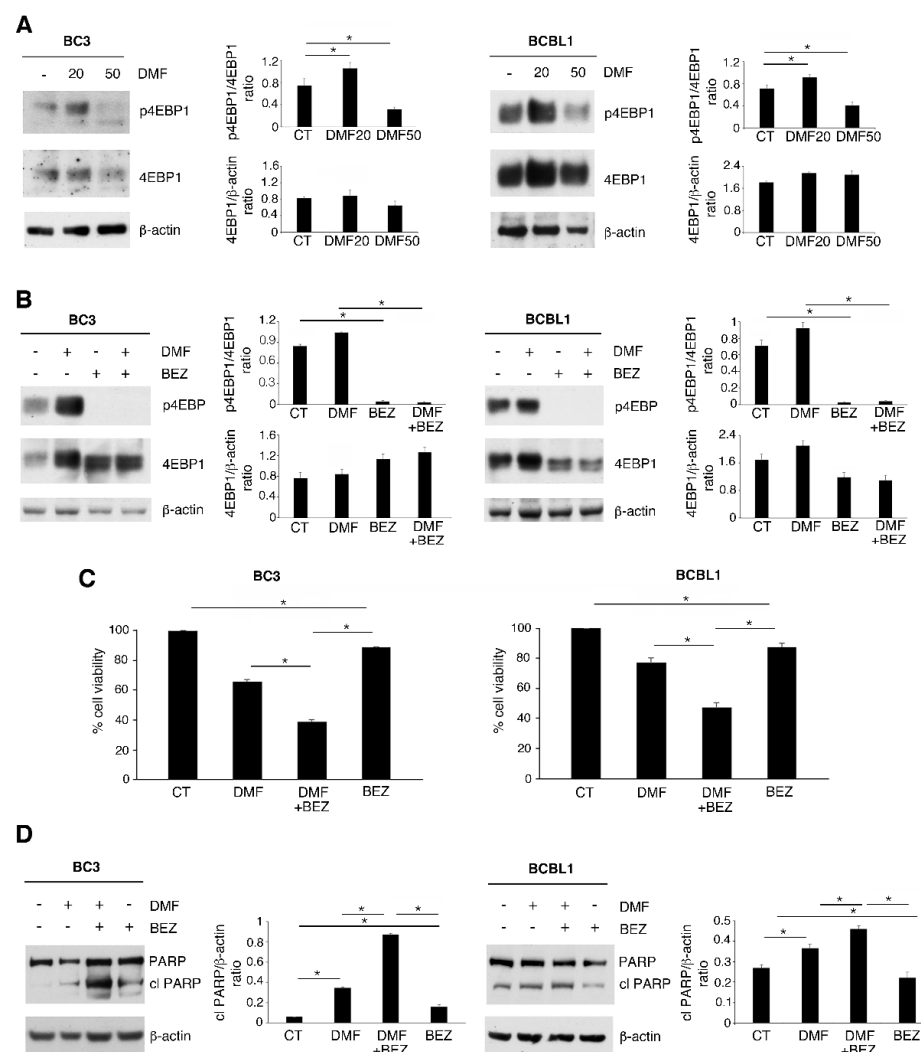 A
BC3
- 20 50 DMF
p4EBP1
4EBP1
β-actin
p4EBP1/4EBP1
ratio
1.2
0.8
0.4
0
*
*
CT DMF20 DMF50
4EBP1/β-actin
ratio
1.6
1.2
0.8
0.4
0
CT DMF20 DMF50
BCBL1
- 20 50 DMF
p4EBP1
4EBP1
β-actin
p4EBP1/4EBP1
ratio
1.2
0.8
0.4
0
*
*
CT DMF20 DMF50
4EBP1/β-actin
ratio
2.4
1.6
0.8
0
CT DMF20 DMF50
B
BC3
- + - + DMF
- - + + BEZ
p4EBP
4EBP1
β-actin
p4EBP1/4EBP1
ratio
1.2
0.9
0.6
0.3
0
*
*
CT DMF BEZ DMF
+BEZ
4EBP1/β-actin
ratio
1.6
1.2
0.8
0.4
0
CT DMF BEZ DMF
+BEZ
BCBL1
- + - + DMF
- - + + BEZ
p4EBP
4EBP1
β-actin
p4EBP1/4EBP1
ratio
1.2
0.9
0.6
0.3
0
*
*
CT DMF BEZ DMF
+BEZ
4EBP1/β-actin
ratio
2.4
1.6
0.8
0
CT DMF BEZ DMF
+BEZ
C
BC3
% cell viability
100
80
60
40
20
0
*
*
*
CT DMF DMF BEZ
+BEZ
BCBL1
% cell viability
100
80
60
40
20
0
*
*
*
CT DMF DMF BEZ
+BEZ
D
BC3
- + + - DMF
- - + + BEZ
PARP
cl PARP
β-actin
cl PARP/β-actin
ratio
1
0.8
0.6
0.4
0.2
0
*
*
*
*
CT DMF DMF BEZ
+BEZ
BCBL1
- + + - DMF
- - + + BEZ
PARP
cl PARP
β-actin
cl PARP/β-actin
ratio
0.5
0.4
0.3
0.2
0.1
0
*
*
*
*
CT DMF DMF BEZ
+BEZ